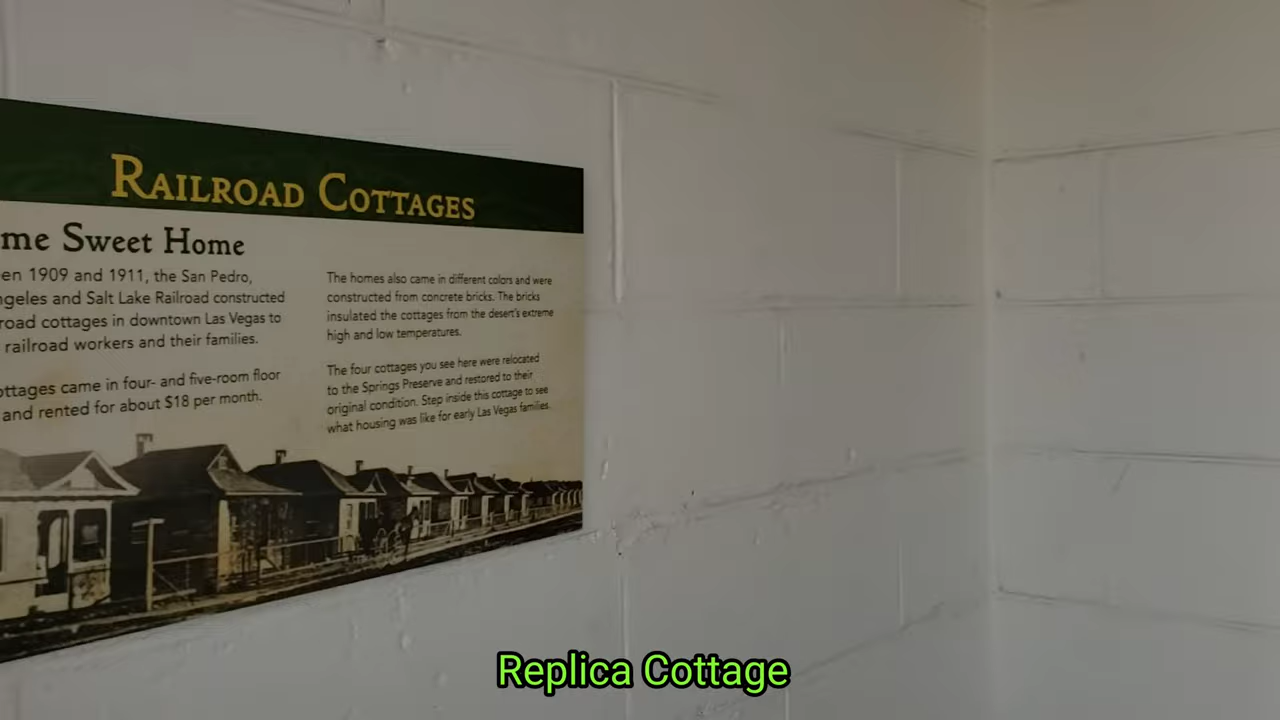 RAILROAD COTTAGES
me Sweet Home
en 1909 and 1911, the San Pedro,
ngeles and Salt Lake Railroad constructed
road cottages in downtown Las Vegas to
railroad workers and their families.
ottages came in four- and five-room floor
and rented for about $18 per month.
The homes also came in different colors and were
constructed from concrete bricks. The bricks
insulated the cottages from the desert's extreme
high and low temperatures.
The four cottages you see here were relocated
to the Springs Preserve and restored to their
original condition. Step inside this cottage to see
what housing was like for early Las Vegas families.
Replica Cottage